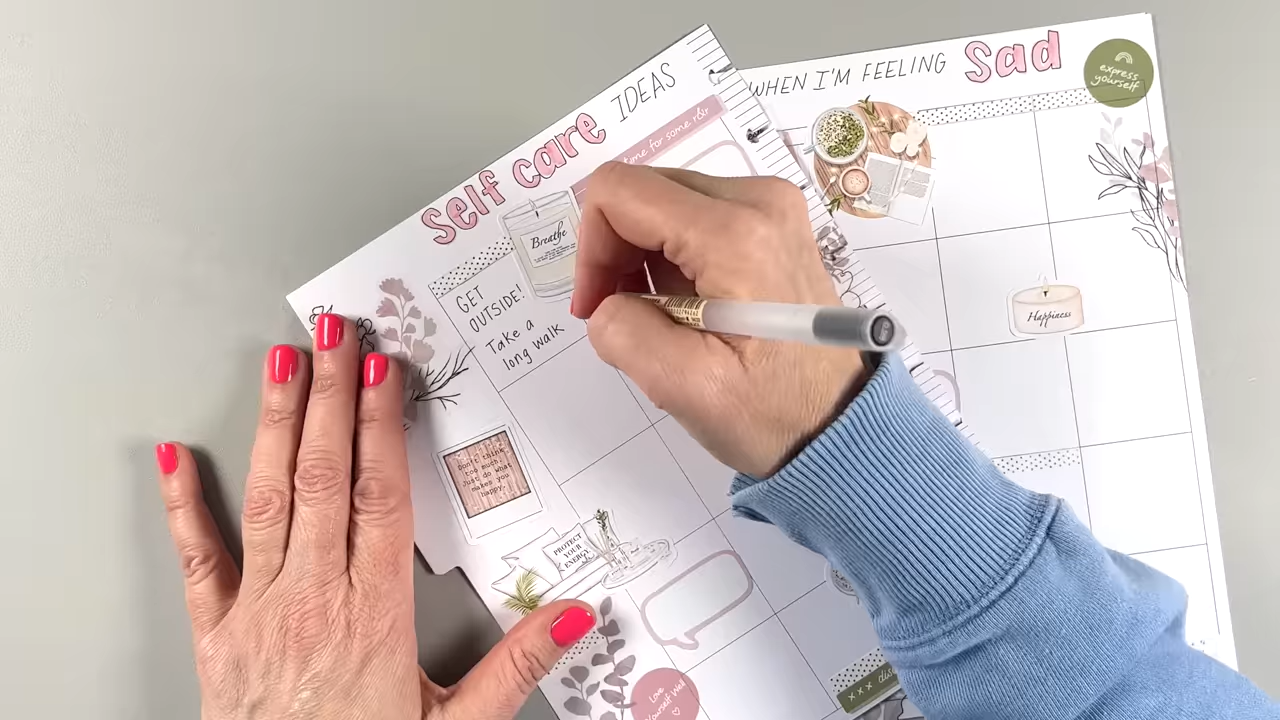 Self care IDEAS
time for some r&r
Breathe
GET
OUTSIDE!
Take a
long walk
Don't think
too much.
Just do what
makes you
happy.
PROTECT
YOUR
ENERGY
Love
Yourself Well
WHEN I'M FEELING Sad
express
yourself
Happiness
x x x